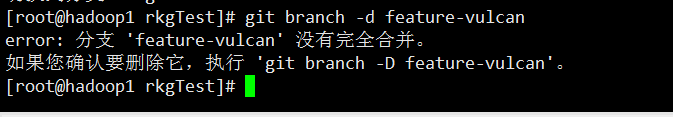 [root@hadoop1 rkgTest]# git branch -d feature-vulcan
error: 分支 'feature-vulcan' 没有完全合并。
如果您确认要删除它，执行 'git branch -D feature-vulcan'。
[root@hadoop1 rkgTest]#